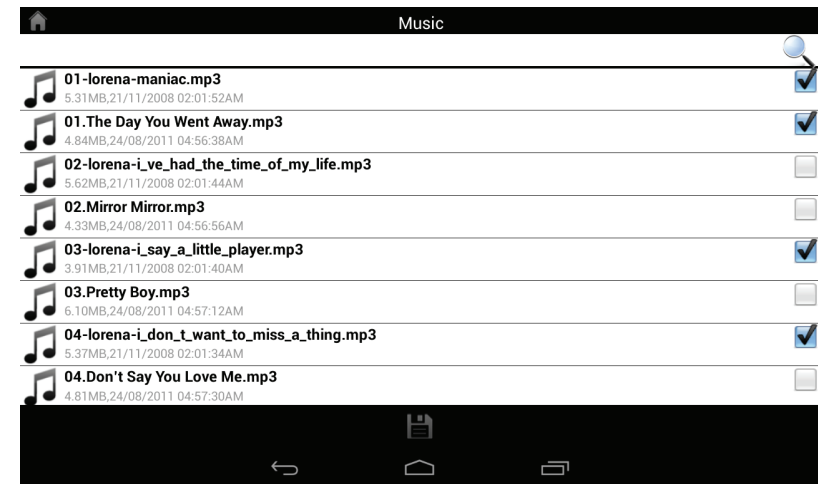 Music
01-lorena-maniac.mp3
5.31MB,21/11/2008 02:01:52AM
01.The Day You Went Away.mp3
4.84MB,24/08/2011 04:56:38AM
02-lorena-i_ve_had_the_time_of_my_life.mp3
5.62MB,21/11/2008 02:01:44AM
02.Mirror Mirror.mp3
4.33MB,24/08/2011 04:56:56AM
03-lorena-i_say_a_little_player.mp3
3.91MB,21/11/2008 02:01:40AM
03.Pretty Boy.mp3
6.10MB,24/08/2011 04:57:12AM
04-lorena-i_don_t_want_to_miss_a_thing.mp3
5.37MB,21/11/2008 02:01:34AM
04.Don't Say You Love Me.mp3
4.81MB,24/08/2011 04:57:30AM